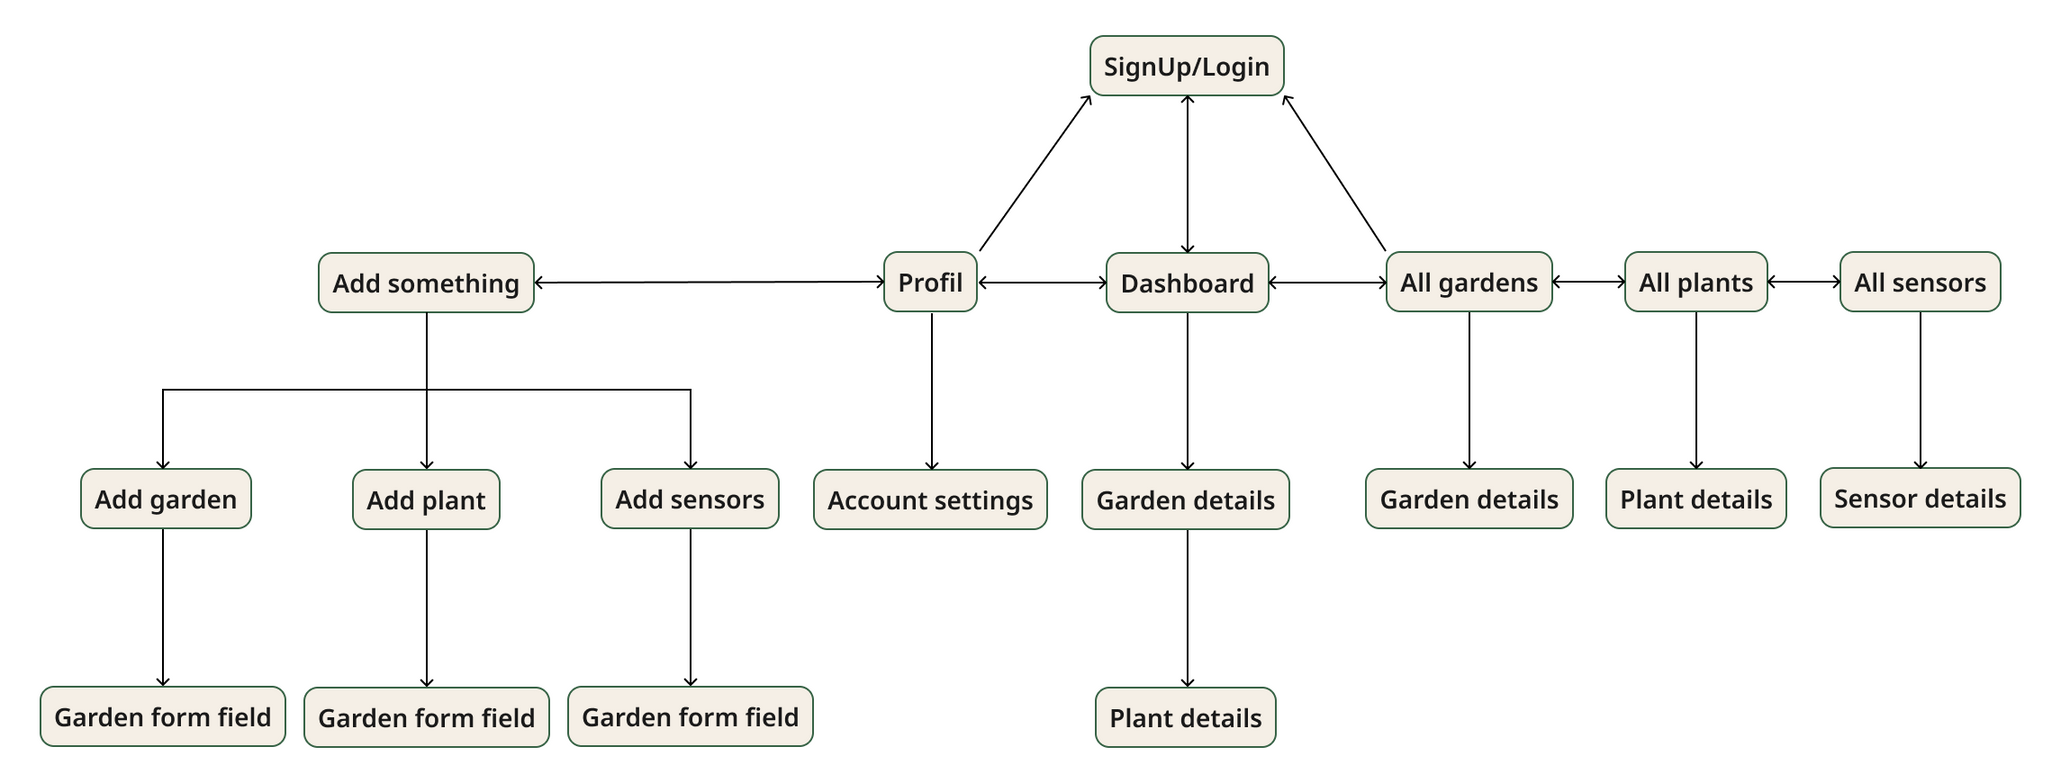 SignUp/Login
Add something
Profil
Dashboard
All gardens
All plants
All sensors
Add garden
Add plant
Add sensors
Account settings
Garden details
Garden details
Plant details
Sensor details
Garden form field
Garden form field
Garden form field
Plant details